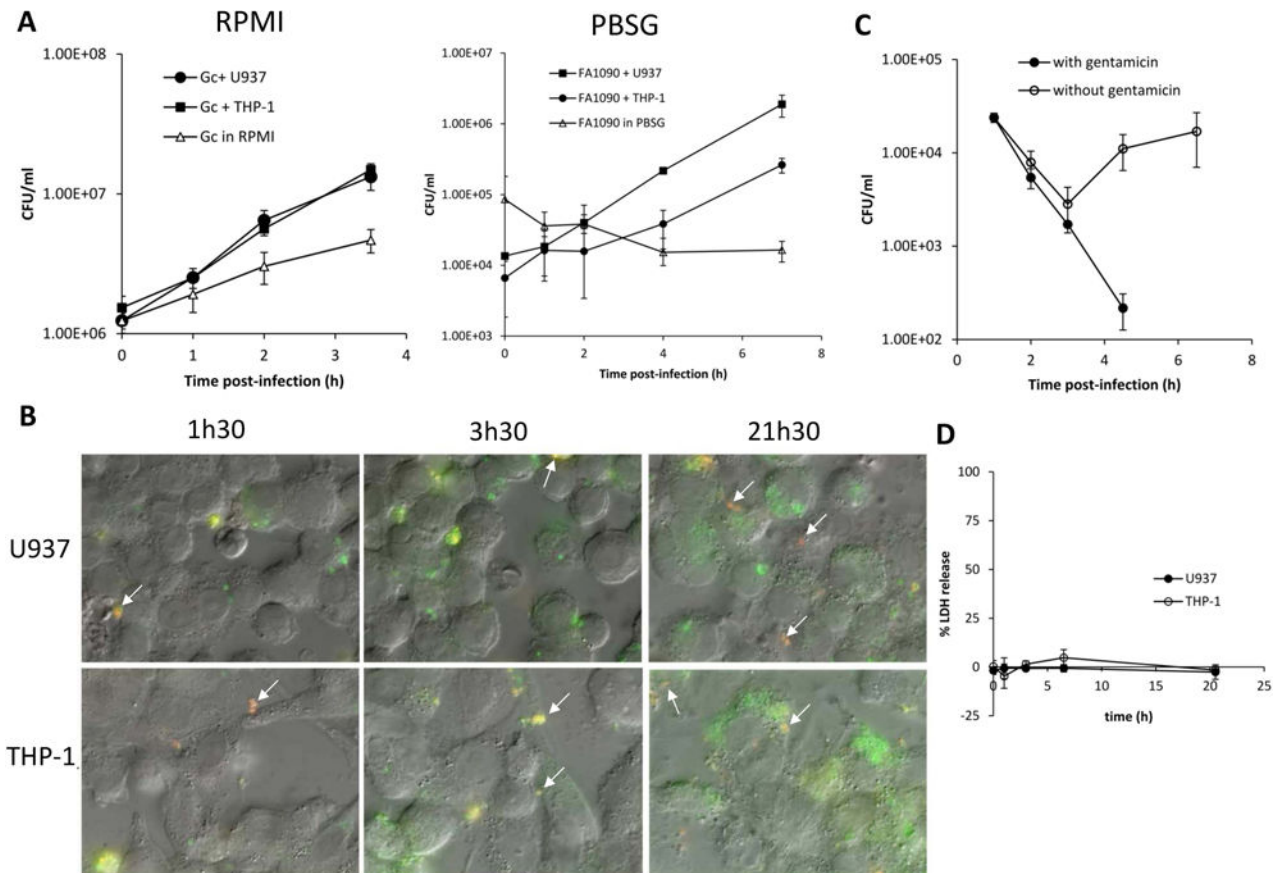 A
RPMI
1.00E+08
1.00E+07
1.00E+06
CFU/ml
Gc+ U937
Gc + THP-1
Gc in RPMI
0 1 2 3 4
Time post-infection (h)
PBSG
1.00E+07
1.00E+06
1.00E+05
1.00E+04
1.00E+03
CFU/ml
FA1090 + U937
FA1090 + THP-1
FA1090 in PBSG
0 2 4 6 8
Time post-infection (h)
C
1.00E+05
1.00E+04
1.00E+03
1.00E+02
CFU/ml
with gentamicin
without gentamicin
0 2 4 6 8
Time post-infection (h)
B
1h30 3h30 21h30
U937
THP-1
D
100
75
50
25
0
-25
% LDH release
U937
THP-1
0 5 10 15 20 25
time (h)